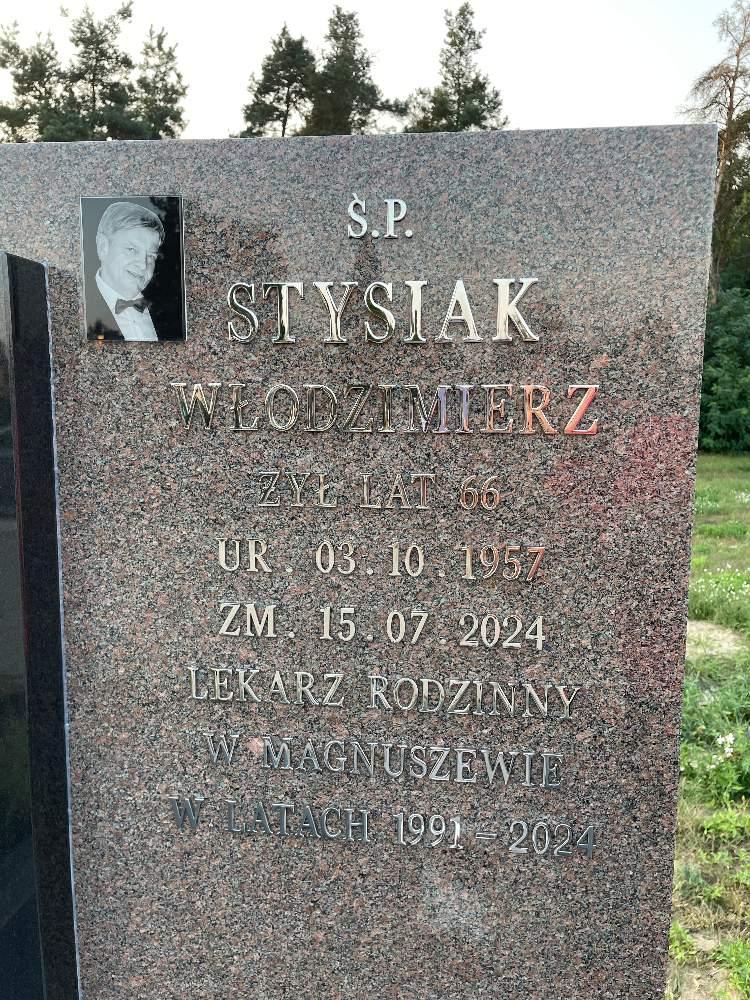 Ś.P.
STYSIAK
WŁODZIMIERZ
ŻYŁ LAT 66
UR. 03.10.1957
ZM. 15.07.2024
LEKARZ RODZINNY
W MAGNUSZEWIE
W LATACH 1991-2024